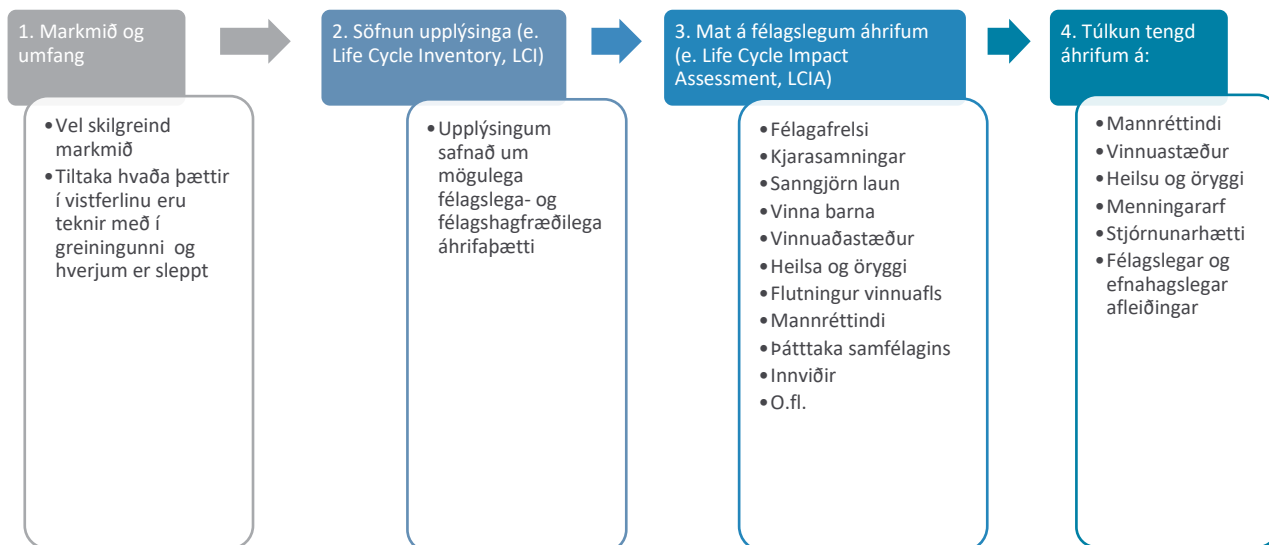 1. Markmið og
umfang
•Vel skilgreind
markmið
•Tiltaka hvaða þættir
í vistferlinu eru
teknir með í
greiningunni og
hverjum er sleppt
2. Söfnun upplýsinga (e.
Life Cycle Inventory, LCI)
•Upplýsingum
safnað um
mögulega
félagslega- og
félagshagfræðilega
áhrifaþætti
3. Mat á félagslegum áhrifum
(e. Life Cycle Impact
Assessment, LCIA)
•Félagafrelsi
•Kjarasamningar
•Sanngjörn laun
•Vinna barna
•Vinnuaðastæður
•Heilsa og öryggi
•Flutningur vinnuafls
•Mannréttindi
•Þátttaka samfélagins
•Innviðir
•O.fl.
4. Túlkun tengd
áhrifum á:
•Mannréttindi
•Vinnuastæður
•Heilsu og öryggi
•Menningararf
•Stjórnunarhætti
•Félagslegar og
efnahagslegar
afleiðingar